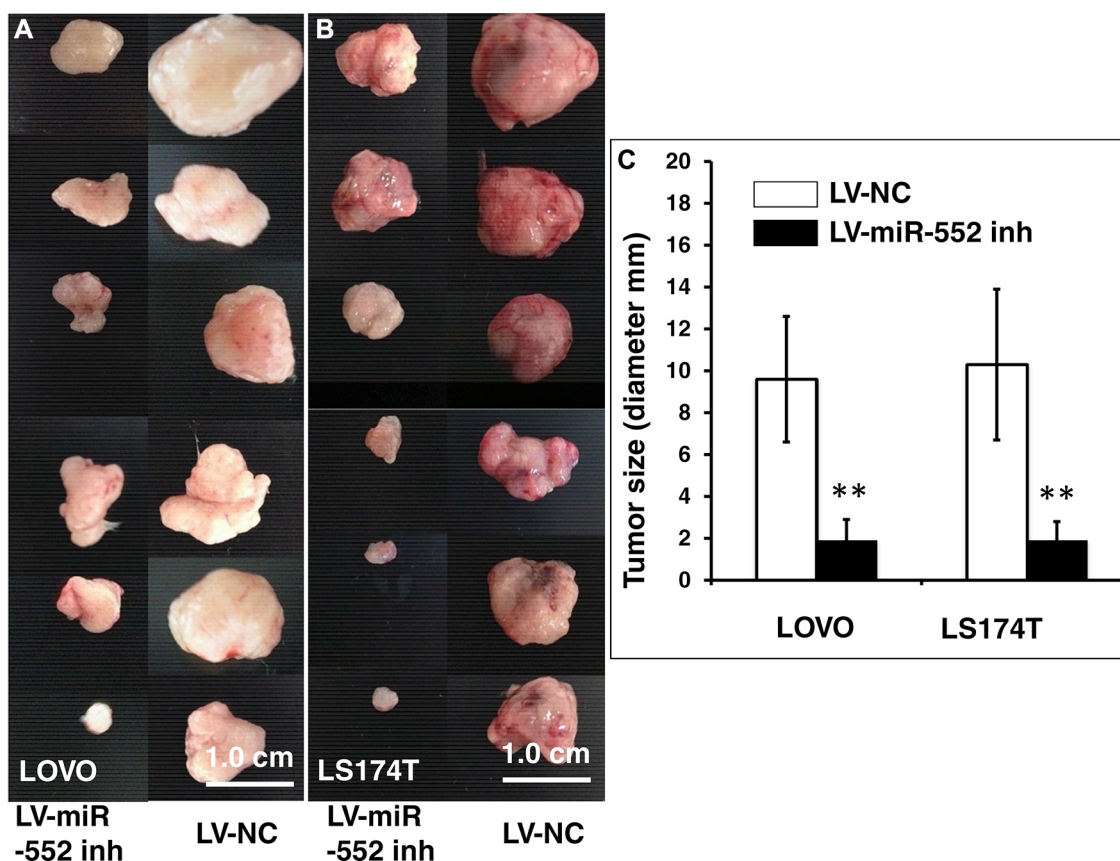 A
B
LOVO
1.0 cm
LS174T
1.0 cm
LV-miR
-552 inh
LV-NC
LV-miR
-552 inh
LV-NC
C
20
18
16
14
12
10
8
6
4
2
0
Tumor size (diameter mm)
LV-NC
LV-miR-552 inh
**
**
LOVO
LS174T